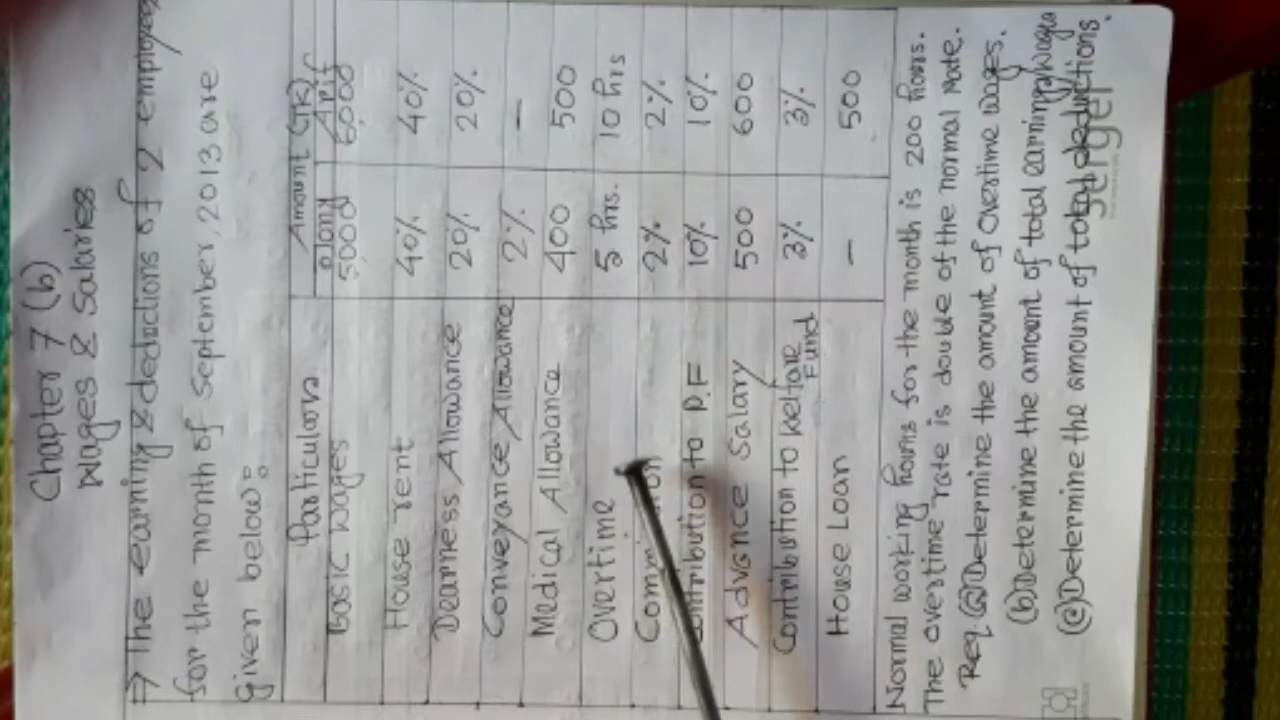 Chapter 7 (b)
Wages & Salaries
⇒ The earning & deductions of 2 employees
for the month of September, 2013 are
given below:
Particulars Amount (TK)
Dlony Arif
Basic Wages 5000 6,000
House rent 40% 40%
Dearness Allowance 20% 20%
Conveyance Allowance 2% —
Medical Allowance 400 500
Overtime 5 hrs. 10 hrs
2% 2%
Contribution to P.F 10% 10%
Advance Salary 500 600
Contribution to Welfare Fund 3% 3%
House Loan — 500
Normal working hours for the month is 200 hours.
The overtime rate is double of the normal rate.
Req. (a) Determine the amount of overtime wages.
(b) Determine the amount of total earning wages
(c) Determine the amount of total deductions.
Sergel